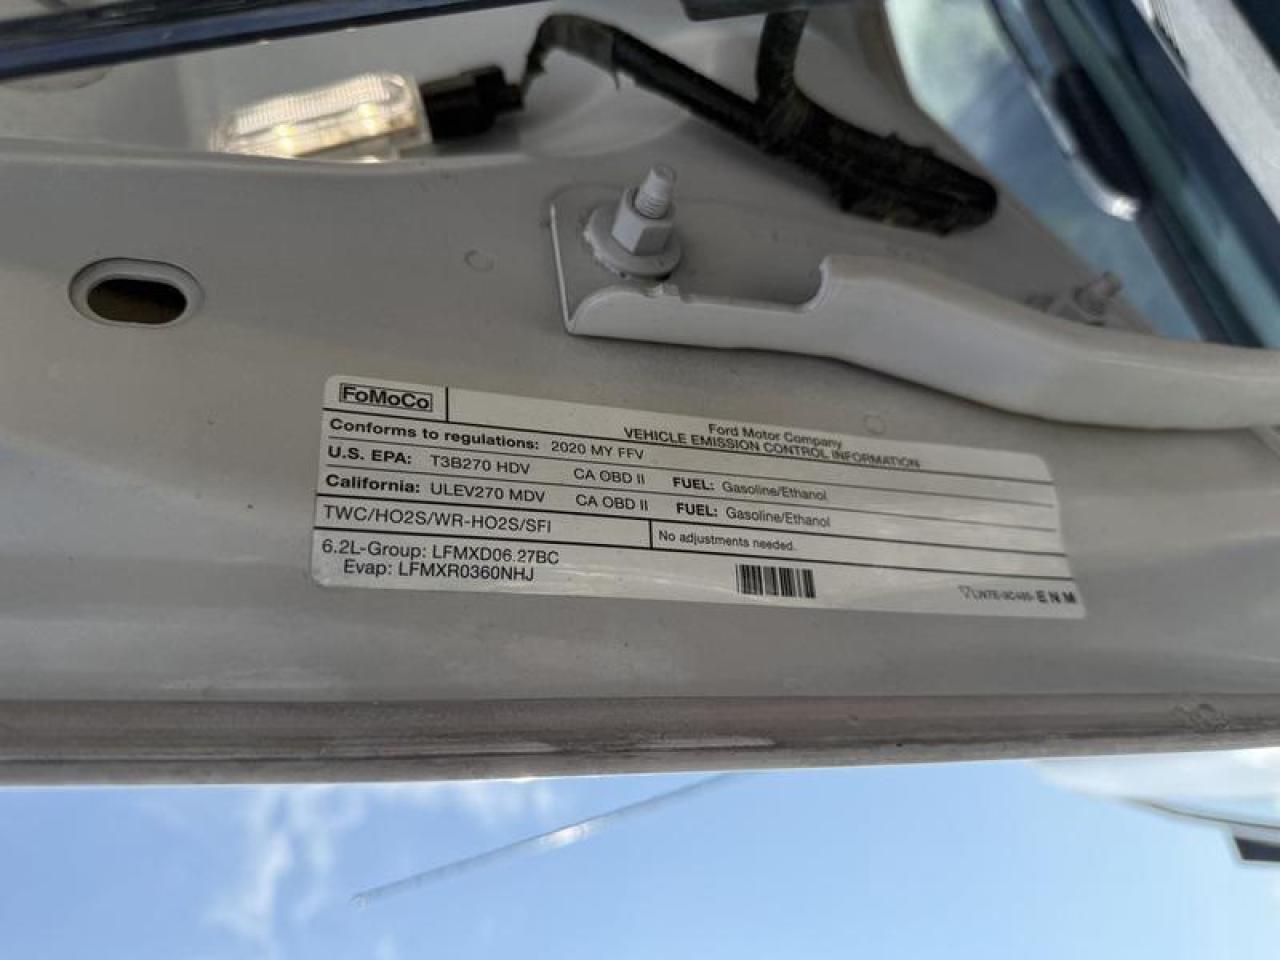 FoMoCo
Ford Motor Company
VEHICLE EMISSION CONTROL INFORMATION
Conforms to regulations: 2020 MY FFV
U.S. EPA: T3B270 HDV CA OBD II FUEL: Gasoline/Ethanol
California: ULEV270 MDV CA OBD II FUEL: Gasoline/Ethanol
TWC/HO2S/WR-HO2S/SFI
No adjustments needed.
6.2L-Group: LFMXD06.27BC
Evap: LFMXR0360NHJ
ENM